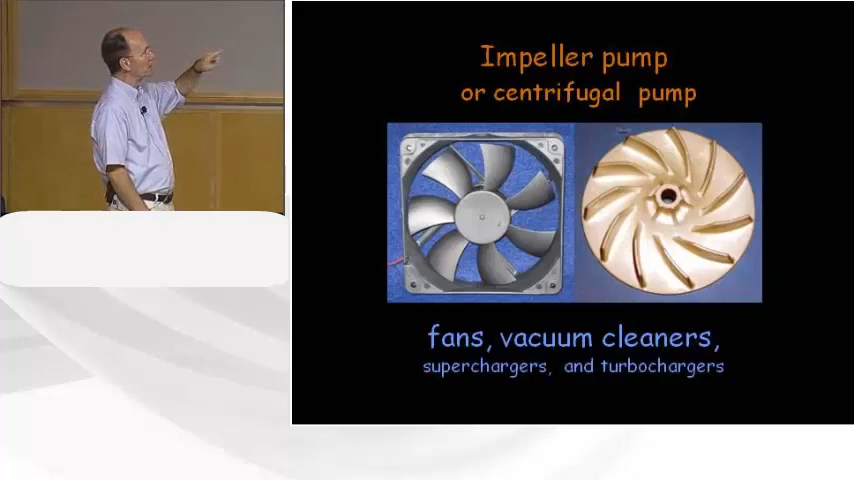 Impeller pump
or centrifugal pump
fans, vacuum cleaners,
superchargers, and turbochargers